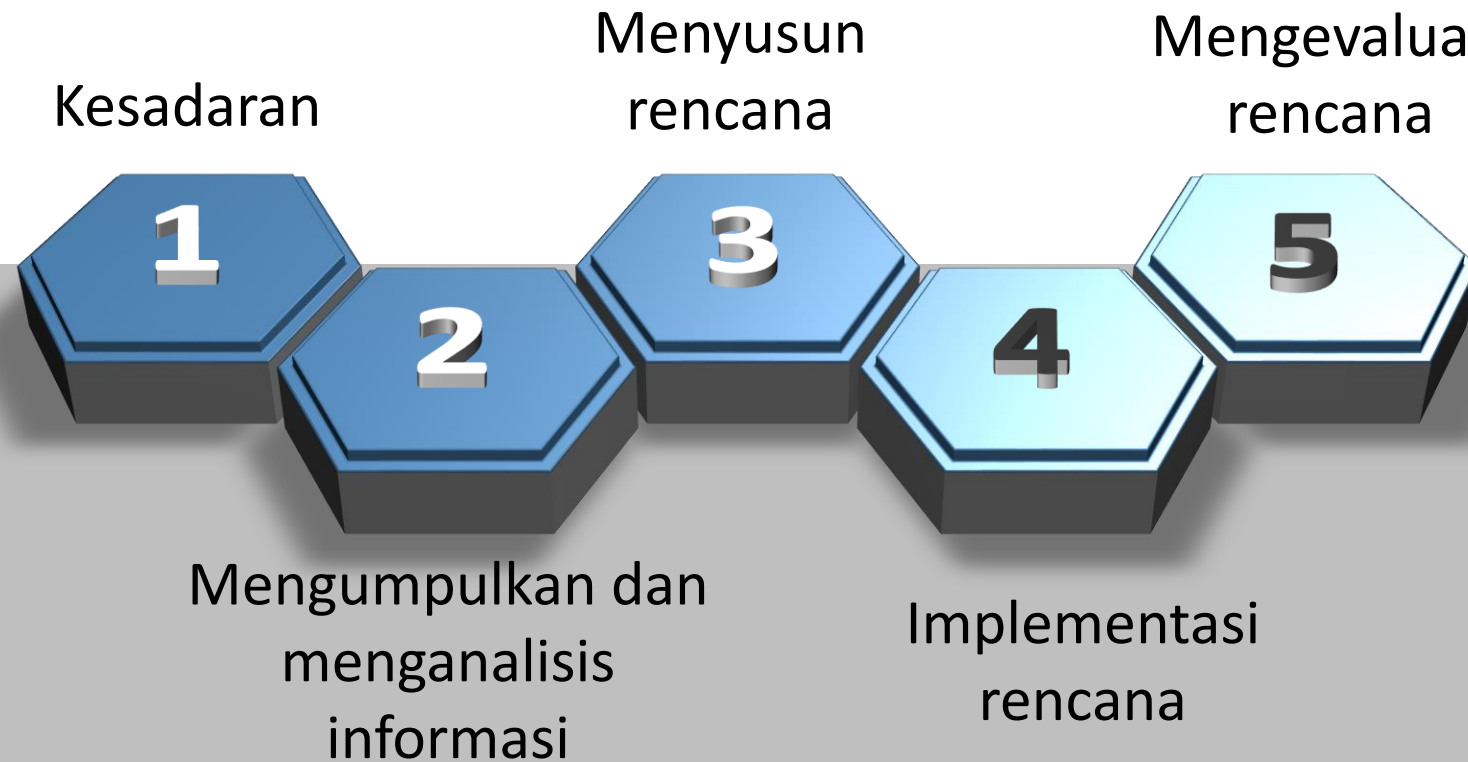 Kesadaran
1
Mengumpulkan dan
menganalisis
informasi
2
Menyusun
rencana
3
Implementasi
rencana
4
Mengevalua
rencana
5